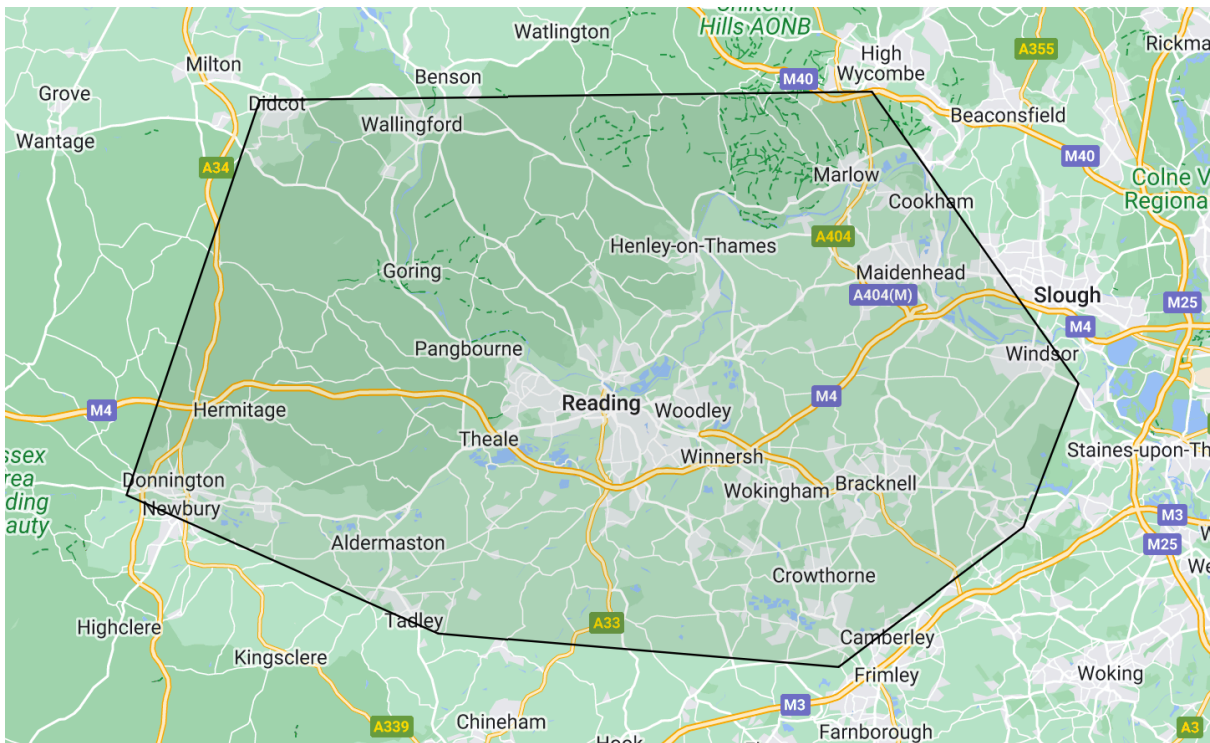 Chiltern
Hills AONB
Watlington
High
Wycombe
A355
Rickma
Milton
Benson
M40
Grove
Didcot
Wallingford
Beaconsfield
Wantage
A34
M40
Marlow
Colne V
Regiona
Cookham
A404
Henley-on-Thames
Goring
Maidenhead
A404(M)
Slough
M25
M4
Pangbourne
Windsor
M4
Reading
Woodley
M4
Hermitage
Theale
Winnersh
Staines-upon-Th
ssex
rea
ding
auty
Donnington
Newbury
Wokingham
Bracknell
M3
M25
W
We
Aldermaston
Crowthorne
Tadley
A33
Highclere
Camberley
Kingsclere
Frimley
Woking
M3
Chineham
A339
Hook
Farnborough
A3